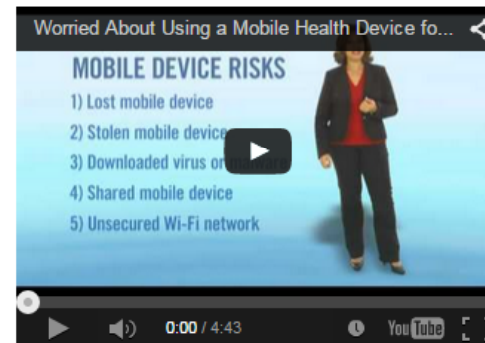 Worried About Using a Mobile Health Device fo...
MOBILE DEVICE RISKS
1) Lost mobile device
2) Stolen mobile device
3) Downloaded virus or malware
4) Shared mobile device
5) Unsecured Wi-Fi network
0:00 / 4:43
YouTube